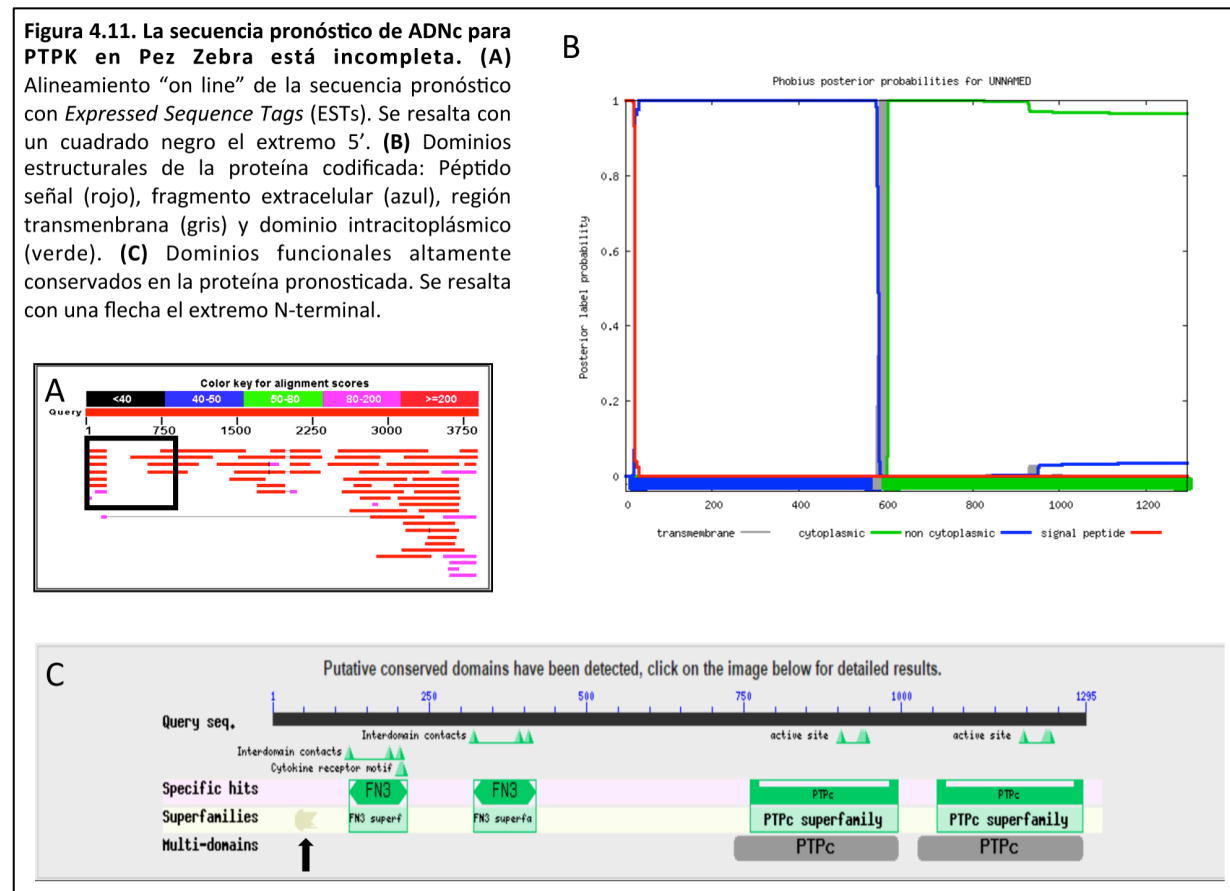 Figura 4.11. La secuencia pronóstico de ADNc para
PTPK en Pez Zebra está incompleta. (A)
Alineamiento “on line” de la secuencia pronóstico
con Expressed Sequence Tags (ESTs). Se resalta con
un cuadrado negro el extremo 5’. (B) Dominios
estructurales de la proteína codificada: Péptido
señal (rojo), fragmento extracelular (azul), región
transmenbrana (gris) y dominio intracitoplásmico
(verde). (C) Dominios funcionales altamente
conservados en la proteína pronosticada. Se resalta
con una flecha el extremo N-terminal.
A
Color key for alignment scores
<40 40-50 50-80 80-200 >=200
Query
1 750 1500 2250 3000 3750
B
Phobius posterior probabilities for UNNAMED
0 200 400 600 800 1000 1200
1
0.8
0.6
0.4
0.2
0
Posterior label probability
0 200 400 600 800 1000 1200
transmembrane cytoplasmic non cytoplasmic signal peptide
C
Putative conserved domains have been detected, click on the image below for detailed results.
1 250 500 750 1000 1295
Query seq.
Interdomain contacts active site active site
Interdomain contacts
Cytokine receptor motif
Specific hits FN3 FN3 PTPc PTPc
Superfamilies FN3 superf FN3 superfa PTPc superfamily PTPc superfamily
Multi-domains PTPc PTPc